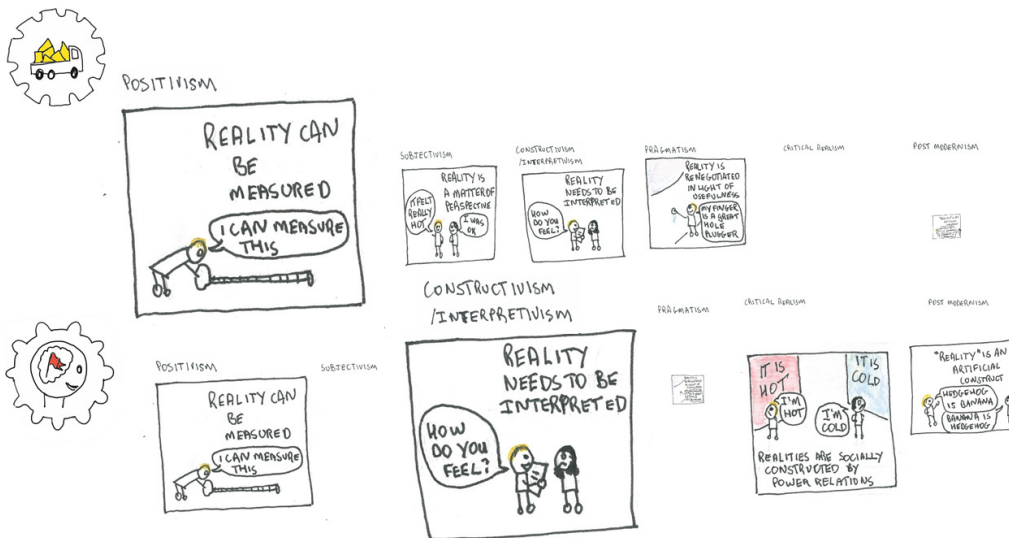 POSITIVISM
REALITY CAN
BE
MEASURED
I CAN MEASURE
THIS
SUBJECTIVISM
REALITY IS
A MATTER OF
PERSPECTIVE
IT FELT
REALLY
HOT
I WAS
OK
CONSTRUCTIVISM
/INTERPRETIVISM
REALITY
NEEDS TO BE
INTERPRETED
HOW
DO YOU
FEEL?
PRAGMATISM
REALITY IS
RENEGOTIATED
IN LIGHT OF
USEFULNESS
MY FINGER
IS A GREAT
HOLE
PLUGGER
CRITICAL REALISM
POST MODERNISM
POSITIVISM
REALITY CAN
BE
MEASURED
I CAN MEASURE
THIS
SUBJECTIVISM
CONSTRUCTIVISM
/INTERPRETIVISM
REALITY
NEEDS TO BE
INTERPRETED
HOW
DO YOU
FEEL?
PRAGMATISM
CRITICAL REALISM
IT IS
HOT
I'M
HOT
IT IS
COLD
I'M
COLD
REALITIES ARE SOCIALLY
CONSTRUCTED BY
POWER RELATIONS
POST MODERNISM
"REALITY" IS AN
ARTIFICIAL
CONSTRUCT
HEDGEHOG
IS BANANA
BANANA IS
HEDGEHOG